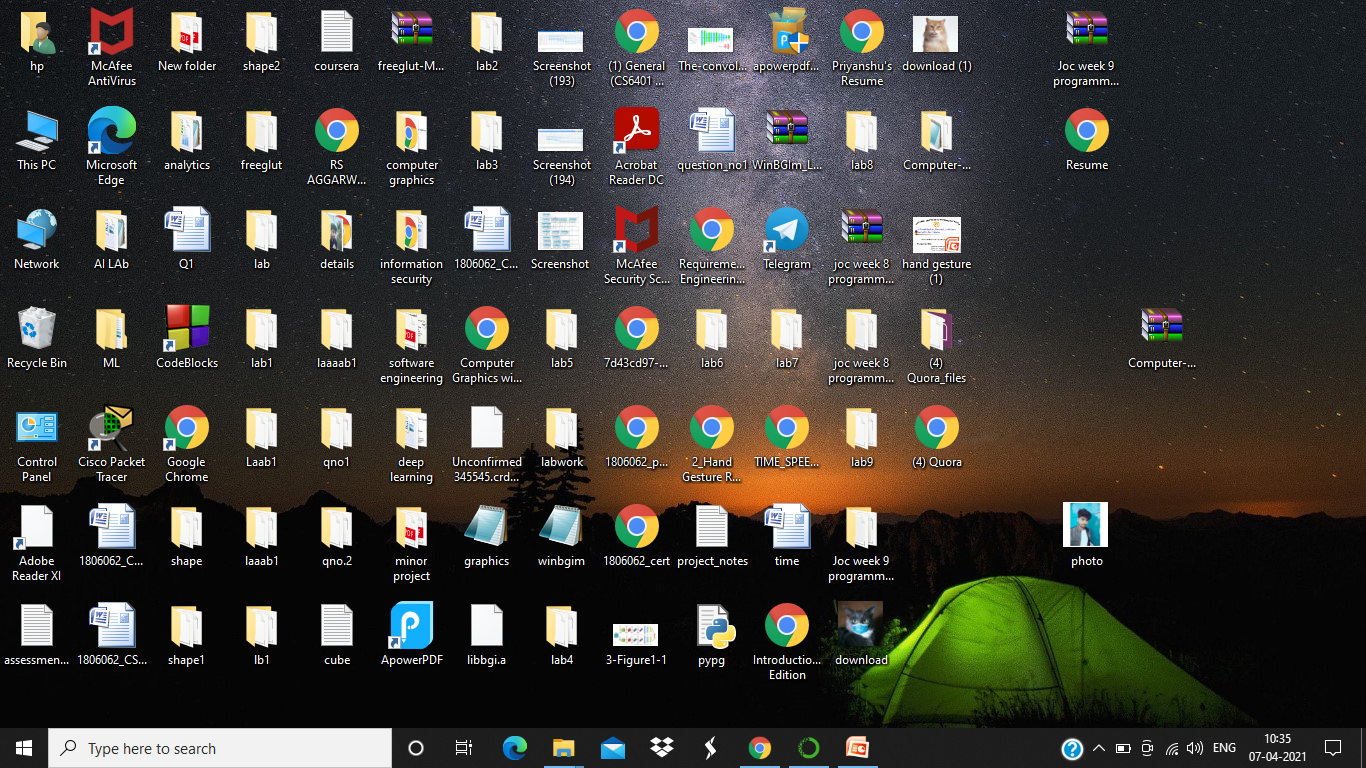 hp
McAfee
AntiVirus
New folder
shape2
coursera
freeglut-M...
lab2
Screenshot
(193)
(1) General
(CS6401 ...
The-convol...
apowerpdf...
Priyanshu's
Resume
download (1)
Joc week 9
programm...
This PC
Microsoft
Edge
analytics
freeglut
RS
AGGARW...
computer
graphics
lab3
Screenshot
(194)
Acrobat
Reader DC
question_no1
WinBGIm_L...
lab8
Computer-...
Resume
Network
AI LAb
Q1
lab
details
information
security
1806062_C...
Screenshot
McAfee
Security Sc...
Requireme...
Engineerin...
Telegram
joc week 8
programm...
hand gesture
(1)
Recycle Bin
ML
CodeBlocks
lab1
laaaab1
software
engineering
Computer
Graphics wi...
lab5
7d43cd97-...
lab6
lab7
joc week 8
programm...
(4)
Quora_files
Computer-...
Control
Panel
Cisco Packet
Tracer
Google
Chrome
Laab1
qno1
deep
learning
Unconfirmed
345545.crd...
labwork
1806062_p...
2_Hand
Gesture R...
TIME_SPEE...
lab9
(4) Quora
Adobe
Reader XI
1806062_C...
shape
laaab1
qno.2
minor
project
graphics
winbgim
1806062_cert
project_notes
time
Joc week 9
programm...
photo
assessmen...
1806062_CS...
shape1
lb1
cube
ApowerPDF
libbgi.a
lab4
3-Figure1-1
pypg
Introductio...
Edition
download
Type here to search
ENG
10:35
07-04-2021